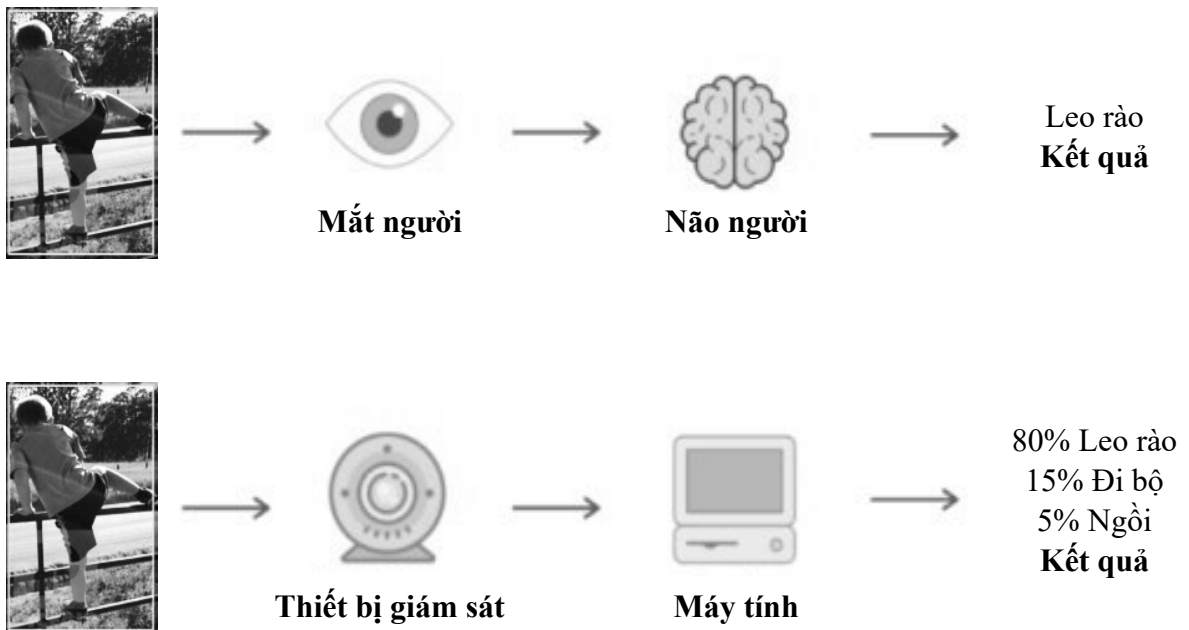 Leo rào
Kết quả
Mắt người
Não người
80% Leo rào
15% Đi bộ
5% Ngồi
Kết quả
Thiết bị giám sát
Máy tính